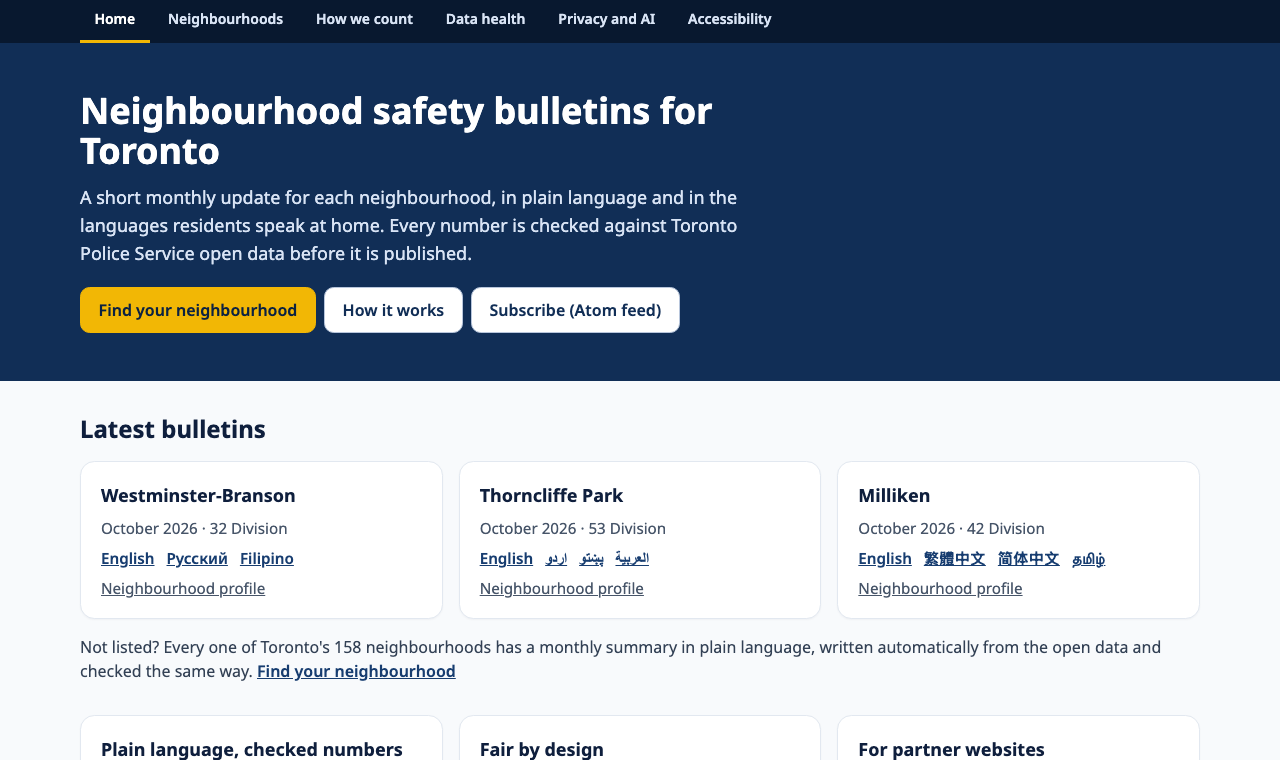 Home Neighbourhoods How we count Data health Privacy and AI Accessibility
Neighbourhood safety bulletins for
Toronto
A short monthly update for each neighbourhood, in plain language and in the
languages residents speak at home. Every number is checked against Toronto
Police Service open data before it is published.
Find your neighbourhood How it works Subscribe (Atom feed)
Latest bulletins
Westminster-Branson
October 2026 · 32 Division
English Русский Filipino
Neighbourhood profile
Thorncliffe Park
October 2026 · 53 Division
English اردو پښتو العربية
Neighbourhood profile
Milliken
October 2026 · 42 Division
English 繁體中文 简体中文 தமிழ்
Neighbourhood profile
Not listed? Every one of Toronto's 158 neighbourhoods has a monthly summary in plain language, written automatically from the open data and
checked the same way. Find your neighbourhood
Plain language, checked numbers
Fair by design
For partner websites